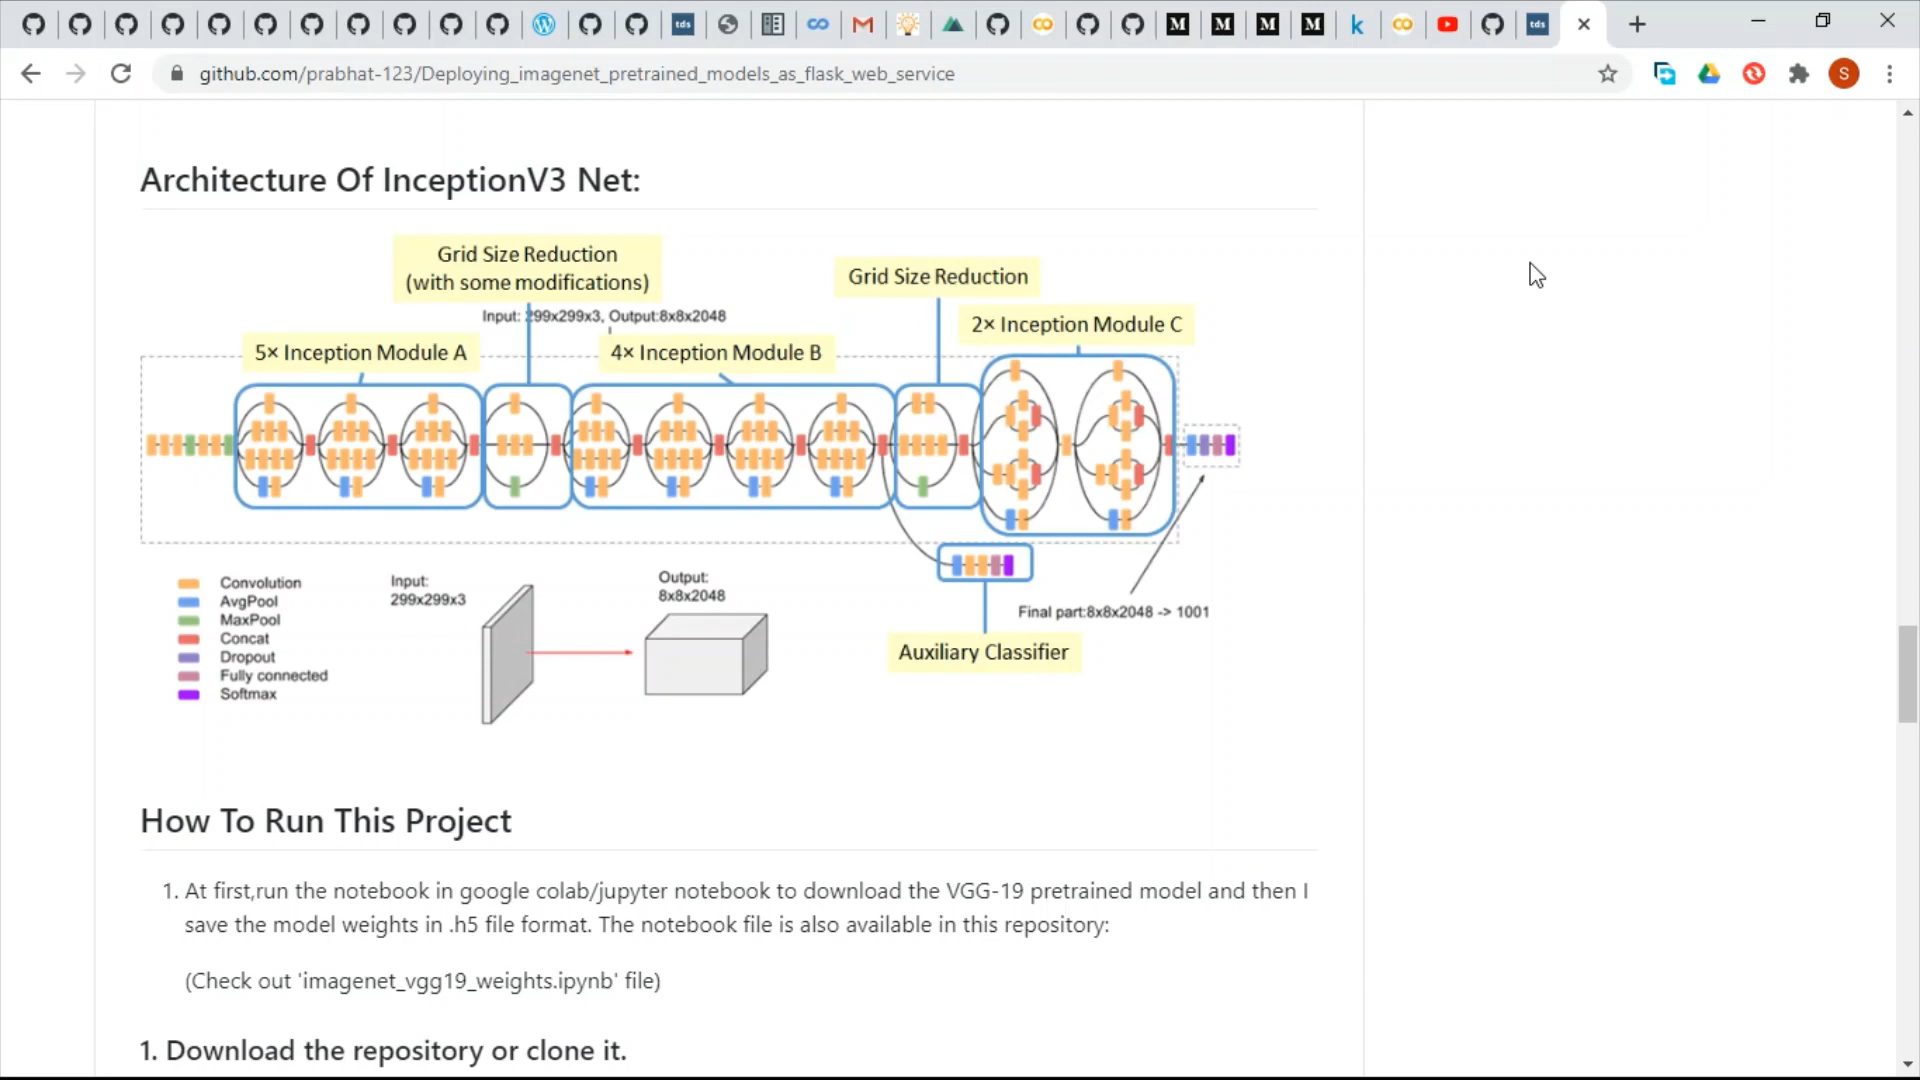 tds
M
M
M
M
k
tds
github.com/prabhat-123/Deploying_imagenet_pretrained_models_as_flask_web_service
S
Architecture Of InceptionV3 Net:
Grid Size Reduction
(with some modifications)
Grid Size Reduction
Input: 299x299x3, Output:8x8x2048
2× Inception Module C
5× Inception Module A
4× Inception Module B
Convolution
AvgPool
MaxPool
Concat
Dropout
Fully connected
Softmax
Input:
299x299x3
Output:
8x8x2048
Final part:8x8x2048 -> 1001
Auxiliary Classifier
How To Run This Project
1. At first,run the notebook in google colab/jupyter notebook to download the VGG-19 pretrained model and then I
save the model weights in .h5 file format. The notebook file is also available in this repository:
(Check out 'imagenet_vgg19_weights.ipynb' file)
1. Download the repository or clone it.